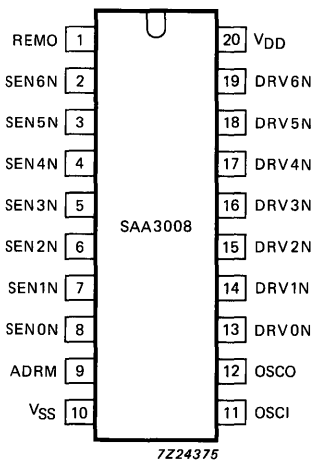 REMO 1 20 VDD
SEN6N 2 19 DRV6N
SEN5N 3 18 DRV5N
SEN4N 4 17 DRV4N
SEN3N 5 16 DRV3N
SAA3008
SEN2N 6 15 DRV2N
SEN1N 7 14 DRV1N
SEN0N 8 13 DRV0N
ADRM 9 12 OSCO
VSS 10 11 OSCI
7Z24375